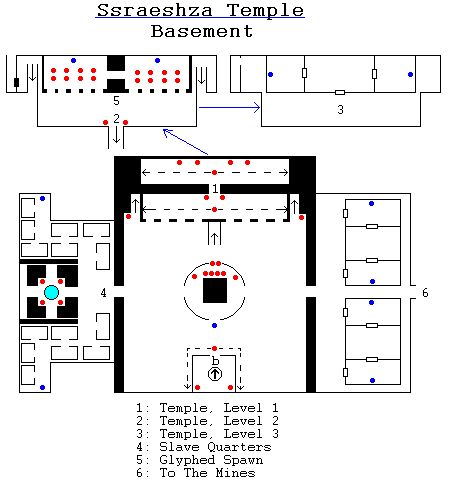 Ssraeshza Temple
Basement
5
2
3
1
4
6
b
1: Temple, Level 1
2: Temple, Level 2
3: Temple, Level 3
4: Slave Quarters
5: Glyphed Spawn
6: To The Mines